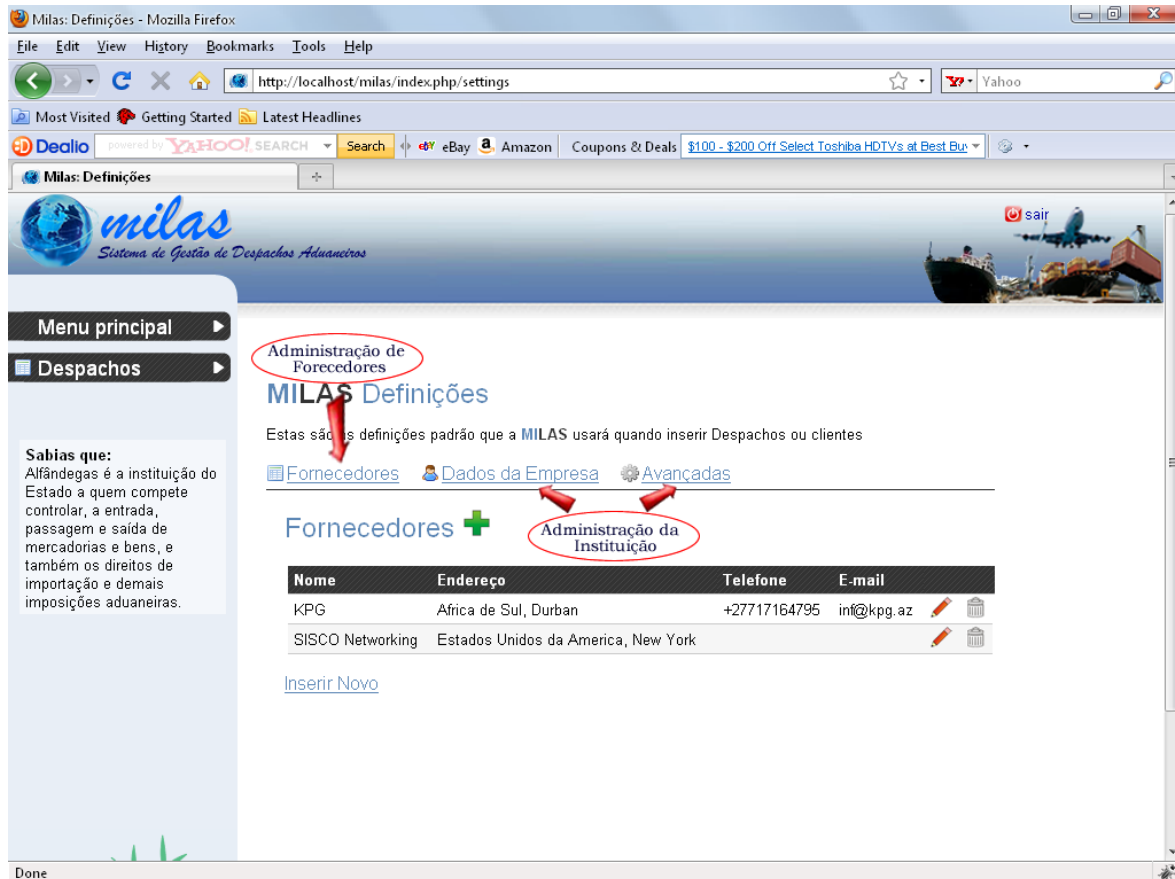 Milas: Definições - Mozilla Firefox
File Edit View History Bookmarks Tools Help
http://localhost/milas/index.php/settings
Yahoo
Most Visited Getting Started Latest Headlines
Dealio powered by YAHOO! SEARCH Search eBay Amazon Coupons & Deals $100 - $200 Off Select Toshiba HDTVs at Best Buy
Milas: Definições
milas
Sistema de Gestão de Despachos Aduaneiros
sair
Menu principal
Despachos
Sabias que:
Alfândegas é a instituição do
Estado a quem compete
controlar, a entrada,
passagem e saída de
mercadorias e bens, e
também os direitos de
importação e demais
imposições aduaneiras.
Administração de
Forecedores
MILAS Definições
Estas são as definições padrão que a MILAS usará quando inserir Despachos ou clientes
Fornecedores Dados da Empresa Avançadas
Fornecedores
Administração da
Instituição
Nome Endereço Telefone E-mail
KPG Africa de Sul, Durban +27717164795 inf@kpg.az
SISCO Networking Estados Unidos da America, New York
Inserir Novo
Done